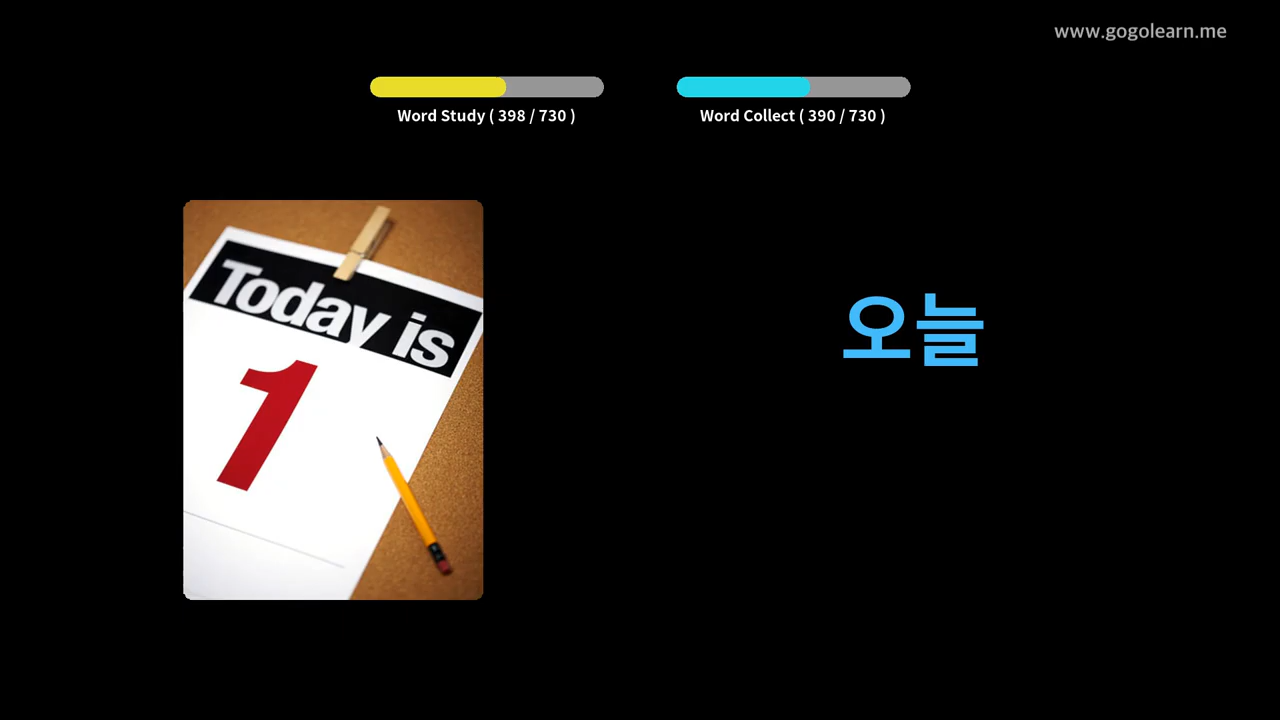 www.gogolearn.me
Word Study ( 398 / 730 )
Word Collect ( 390 / 730 )
Today is
1
오늘